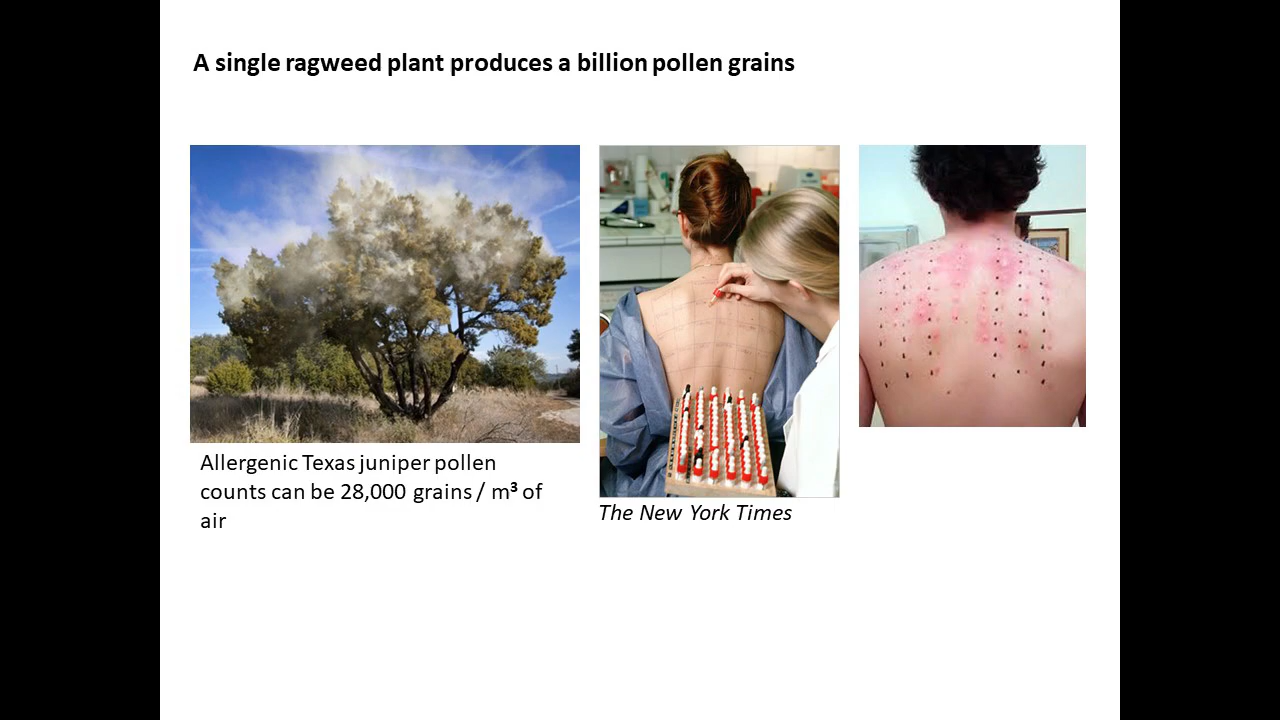 A single ragweed plant produces a billion pollen grains
Allergenic Texas juniper pollen
counts can be 28,000 grains / m³ of
air
The New York Times